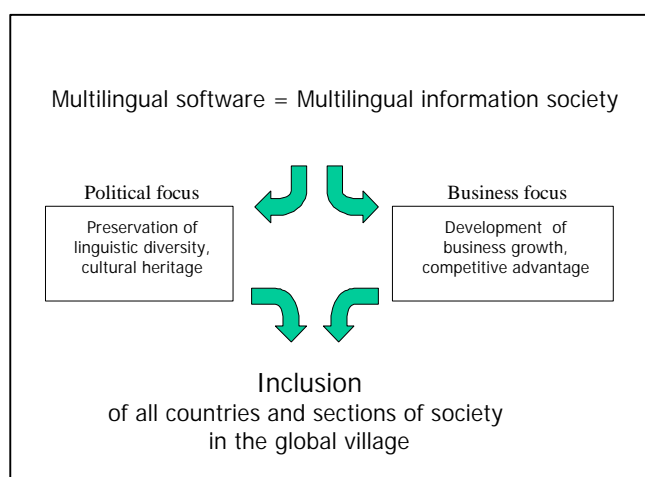 Multilingual software = Multilingual information society
Political focus
Preservation of
linguistic diversity,
cultural heritage
Business focus
Development of
business growth,
competitive advantage
Inclusion
of all countries and sections of society
in the global village